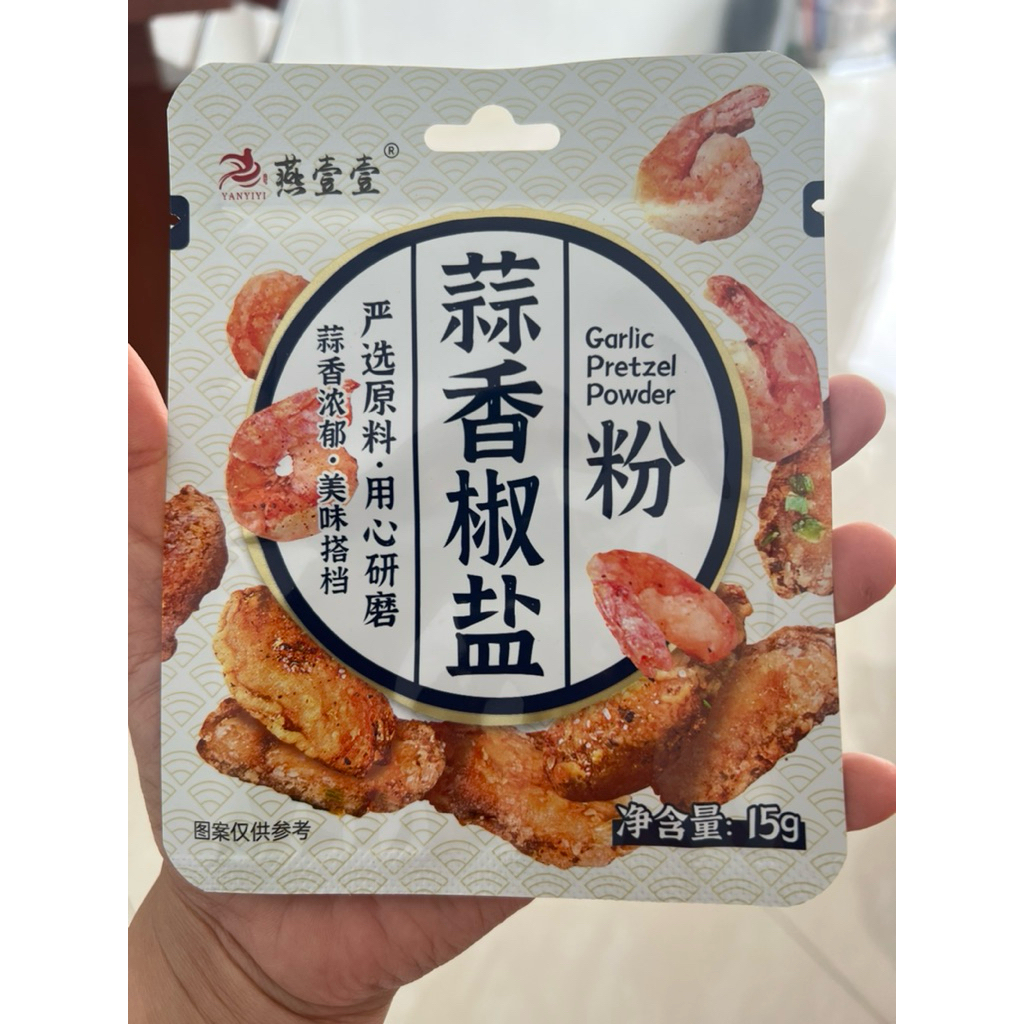 YANYIYI
燕壹壹®
蒜香椒盐
粉
Garlic
Pretzel
Powder
严选原料·用心研磨
蒜香浓郁·美味搭档
图案仅供参考
净含量: 15g